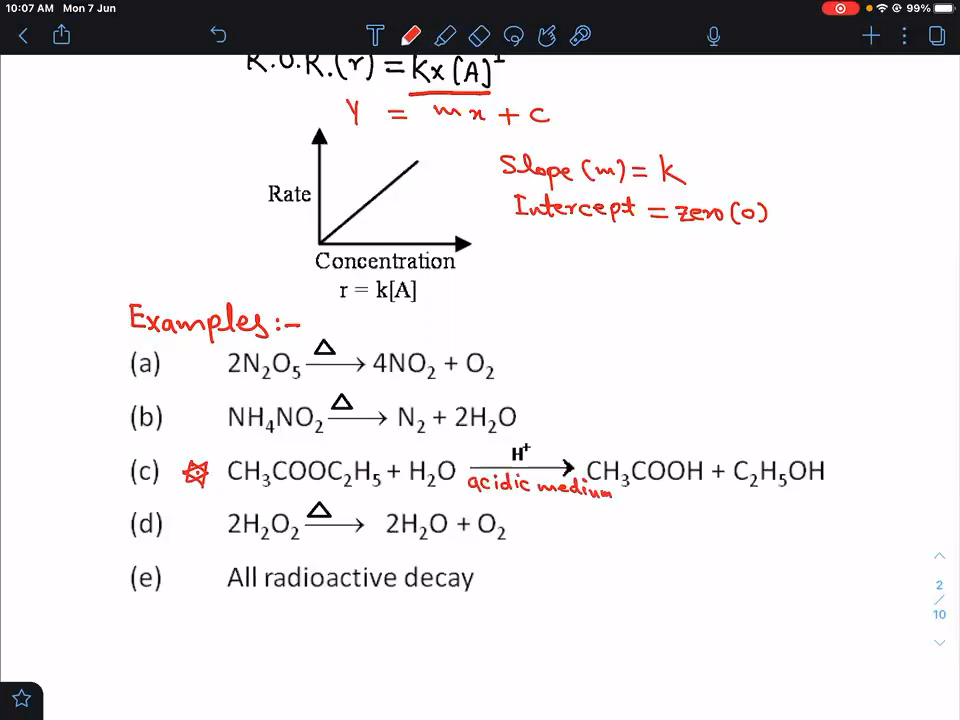 10:07 AM Mon 7 Jun 99%
R.O.R.(r) = K×[A]¹
Y = mx + c
Rate
Slope (m) = k
Intercept = zero(0)
Concentration
r = k[A]
Examples :-
(a) 2N₂O₅ —Δ→ 4NO₂ + O₂
(b) NH₄NO₂ —Δ→ N₂ + 2H₂O
(c) CH₃COOC₂H₅ + H₂O —H⁺→ CH₃COOH + C₂H₅OH
acidic medium
(d) 2H₂O₂ —Δ→ 2H₂O + O₂
(e) All radioactive decay
2
/
10